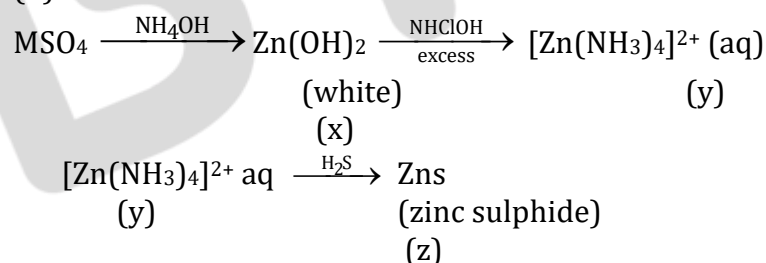 NH₄OH NHClOH
MSO₄ ⟶ Zn(OH)₂ ⟶ [Zn(NH₃)₄]²⁺ (aq)
excess
(white) (y)
(x)
H₂S
[Zn(NH₃)₄]²⁺ aq ⟶ Zns
(y) (zinc sulphide)
(z)